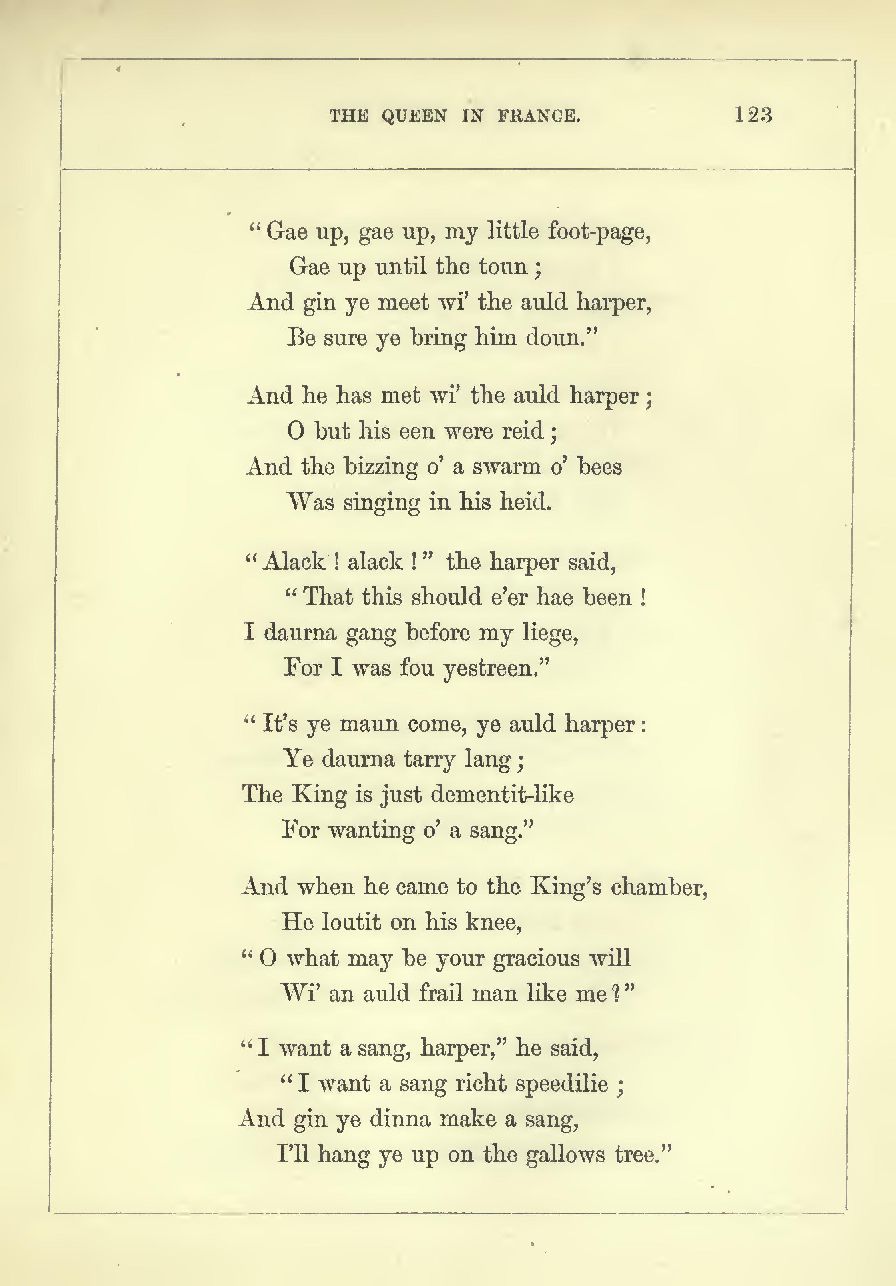 THE QUEEN IN FRANCE. 123
“Gae up, gae up, my little foot-page,
Gae up until the toun;
And gin ye meet wi’ the auld harper,
Be sure ye bring him doun.”
And he has met wi’ the auld harper;
O but his een were reid;
And the bizzing o’ a swarm o’ bees
Was singing in his heid.
“Alack! alack!” the harper said,
“That this should e’er hae been!
I daurna gang before my liege,
For I was fou yestreen.”
“It’s ye maun come, ye auld harper:
Ye daurna tarry lang;
The King is just dementit-like
For wanting o’ a sang.”
And when he came to the King’s chamber,
He loutit on his knee,
“O what may be your gracious will
Wi’ an auld frail man like me?”
“I want a sang, harper,” he said,
“I want a sang richt speedilie;
And gin ye dinna make a sang,
I’ll hang ye up on the gallows tree.”